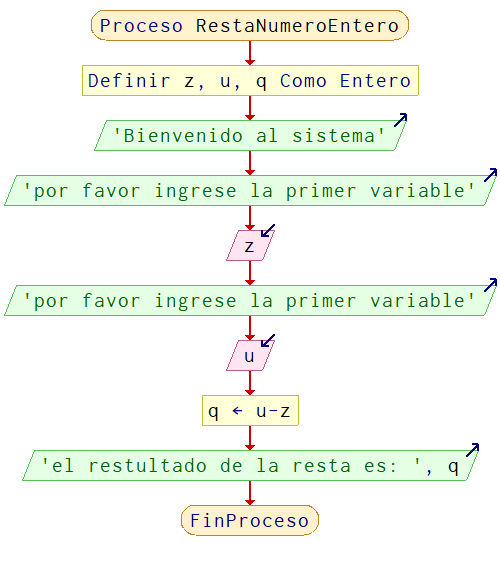 Proceso RestaNumeroEntero
Definir z, u, q Como Entero
'Bienvenido al sistema'
'por favor ingrese la primer variable'
z
'por favor ingrese la primer variable'
u
q ← u-z
'el restultado de la resta es: ', q
FinProceso